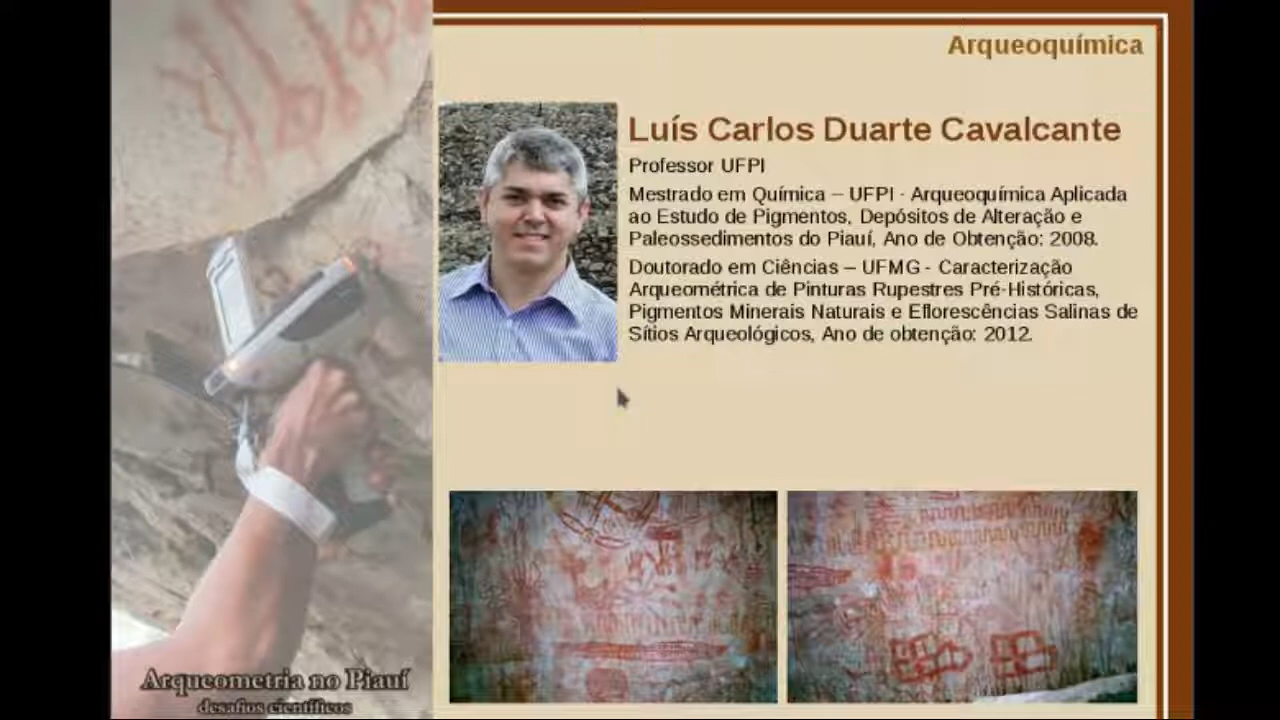 Arqueoquímica
Luís Carlos Duarte Cavalcante
Professor UFPI
Mestrado em Química – UFPI - Arqueoquímica Aplicada
ao Estudo de Pigmentos, Depósitos de Alteração e
Paleossedimentos do Piauí, Ano de Obtenção: 2008.
Doutorado em Ciências – UFMG - Caracterização
Arqueométrica de Pinturas Rupestres Pré-Históricas,
Pigmentos Minerais Naturais e Eflorescências Salinas de
Sítios Arqueológicos, Ano de obtenção: 2012.
Arqueometria no Piauí
desafios científicos